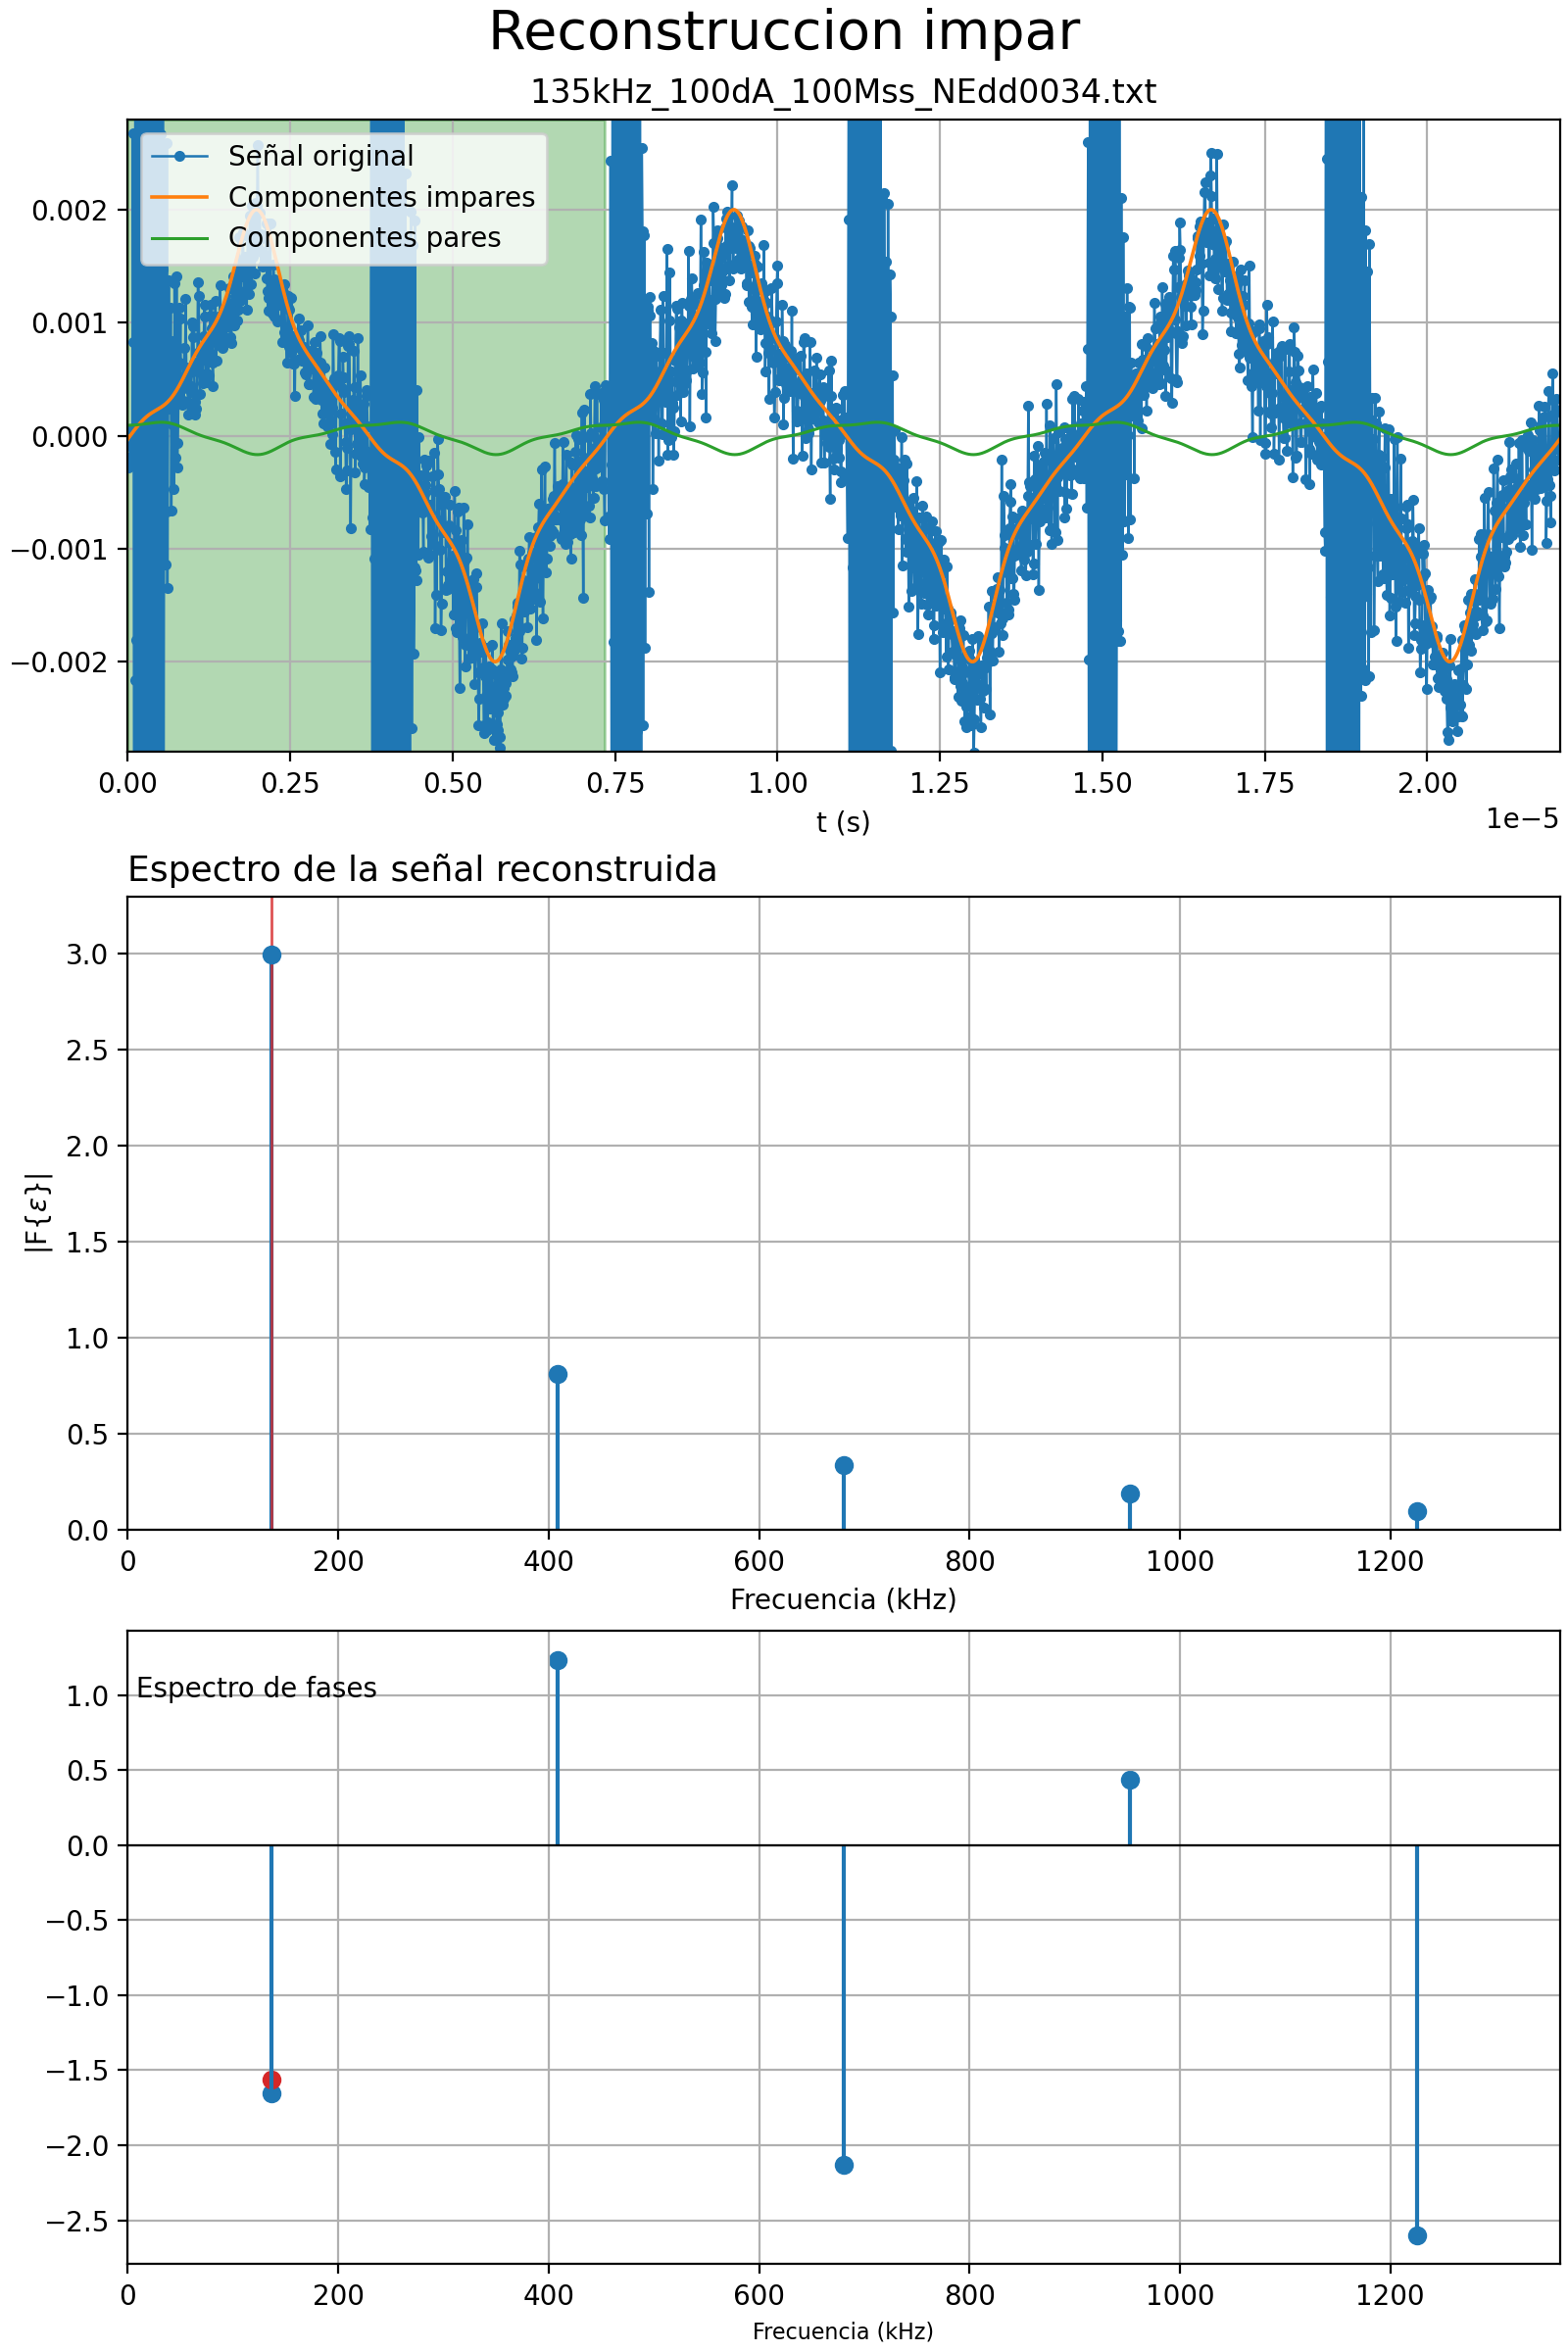 Reconstruccion impar
135kHz_100dA_100Mss_NEdd0034.txt
Señal original
Componentes impares
Componentes pares
0.002
0.001
0.000
−0.001
−0.002
0.00 0.25 0.50 0.75 1.00 1.25 1.50 1.75 2.00
1e−5
t (s)
Espectro de la señal reconstruida
3.0
2.5
2.0
1.5
1.0
0.5
0.0
|F{ε}|
0 200 400 600 800 1000 1200
Frecuencia (kHz)
Espectro de fases
1.0
0.5
0.0
−0.5
−1.0
−1.5
−2.0
−2.5
0 200 400 600 800 1000 1200
Frecuencia (kHz)